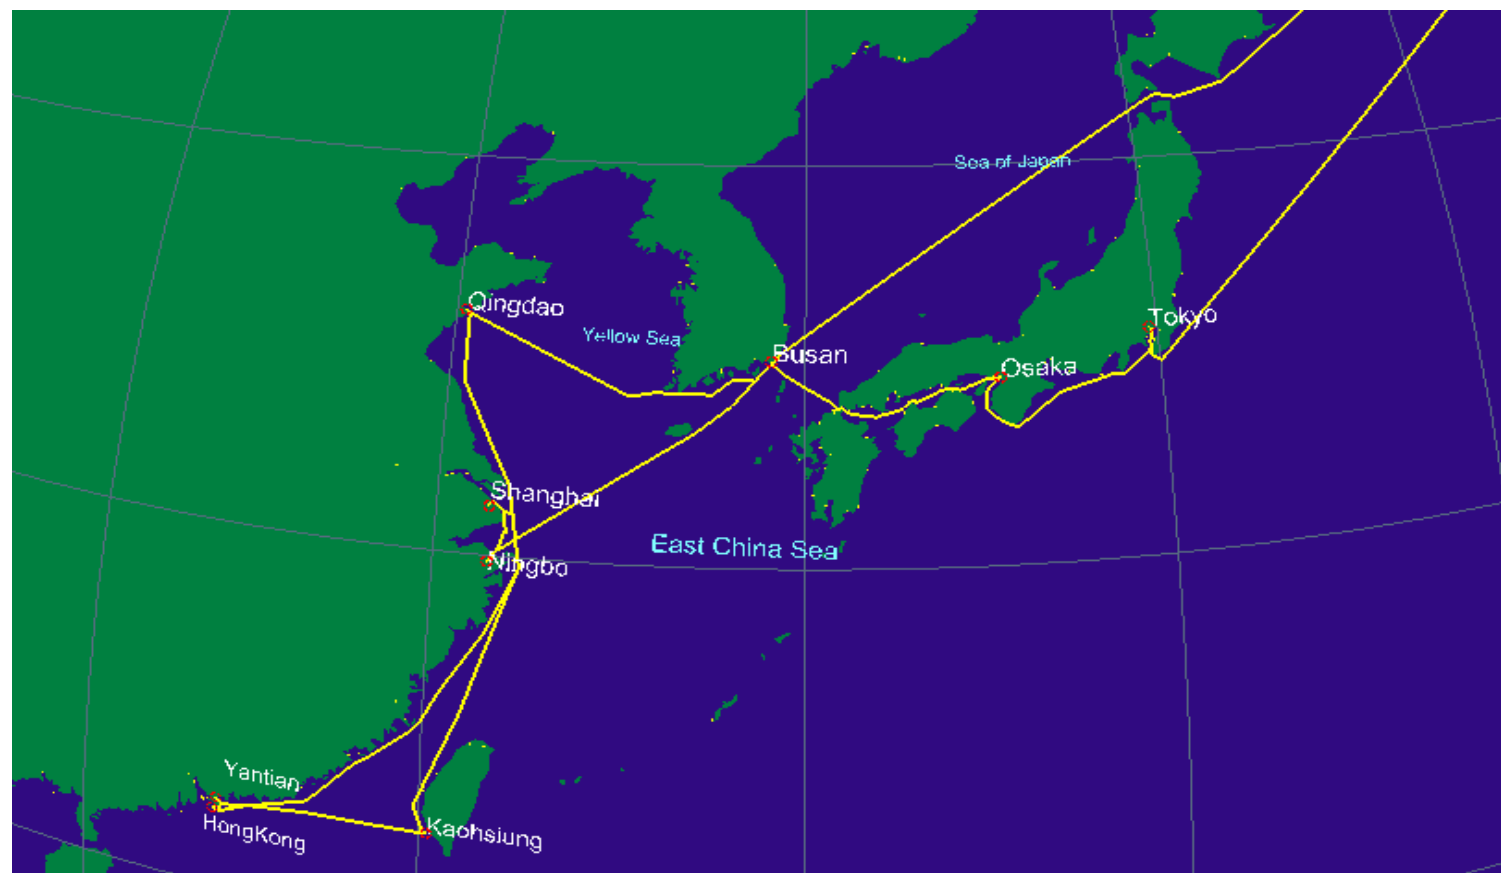 Sea of Japan
Qingdao
Tokyo
Yellow Sea
Busan
Osaka
Shanghai
East China Sea
Ningbo
Yantian
HongKong
Kaohsiung